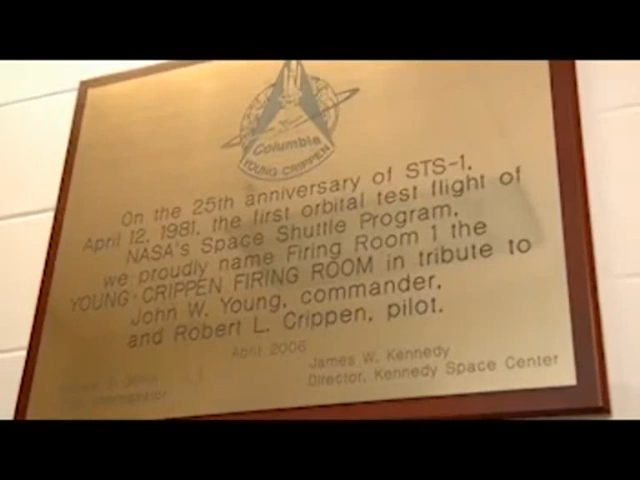 Columbia
YOUNG CRIPPEN
On the 25th anniversary of STS-1,
April 12, 1981, the first orbital test flight of
NASA's Space Shuttle Program,
we proudly name Firing Room 1 the
YOUNG-CRIPPEN FIRING ROOM in tribute to
John W. Young, commander,
and Robert L. Crippen, pilot.
April 2006
James W. Kennedy
Director, Kennedy Space Center